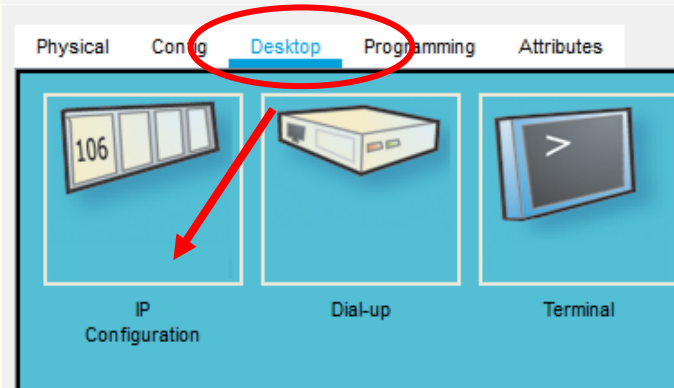 Physical Config Desktop Programming Attributes
106
>
IP
Configuration
Dial-up
Terminal